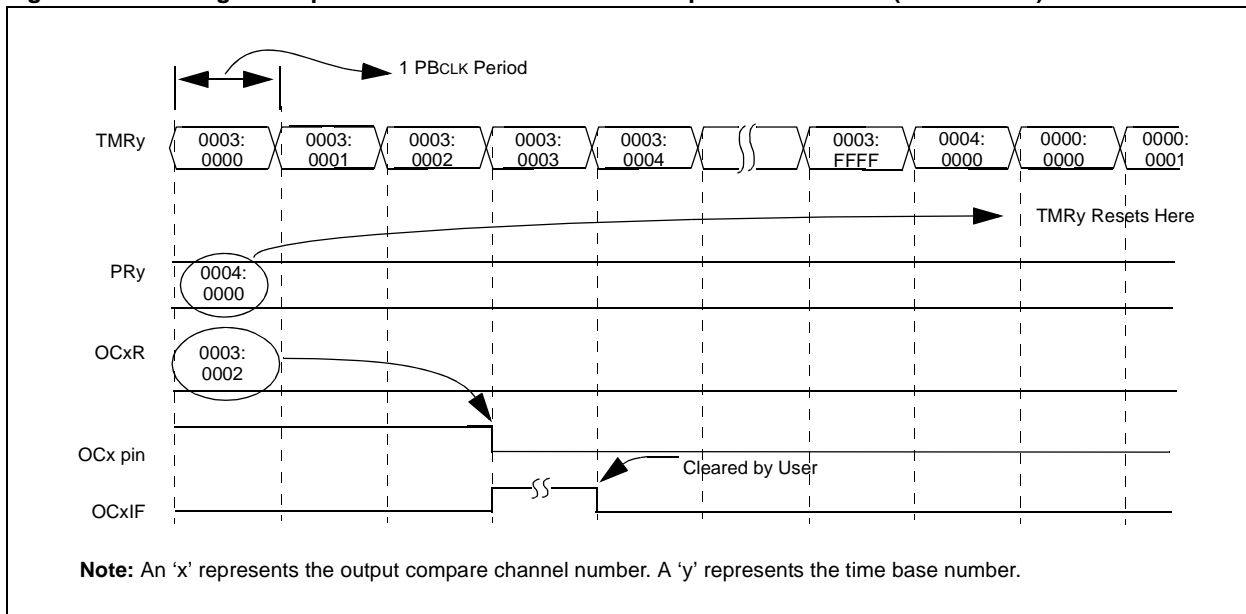 1 PBCLK Period
TMRy
0003:
0000
0003:
0001
0003:
0002
0003:
0003
0003:
0004
0003:
FFFF
0004:
0000
0000:
0000
0000:
0001
TMRy Resets Here
PRy
0004:
0000
OCxR
0003:
0002
OCx pin
Cleared by User
OCxIF
Note: An ‘x’ represents the output compare channel number. A ‘y’ represents the time base number.